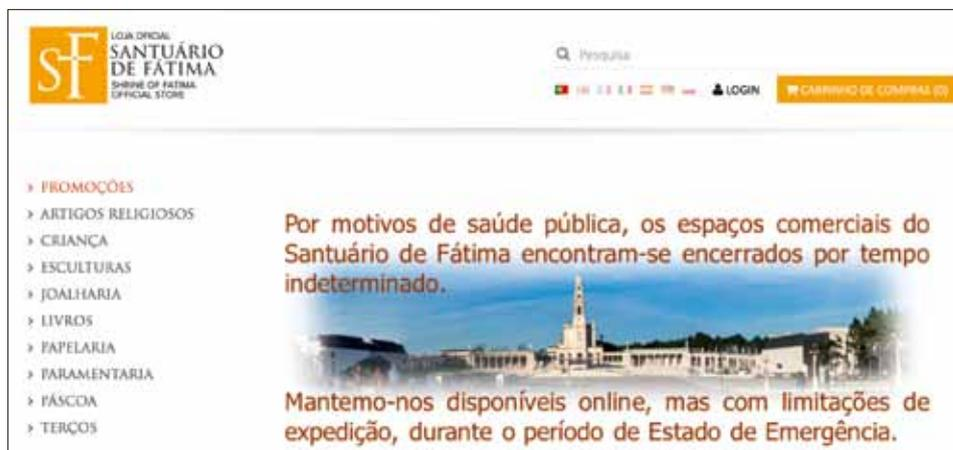 SF
LOJA OFICIAL
SANTUÁRIO
DE FÁTIMA
SHRINE OF FATIMA
OFFICIAL STORE
Pesquisa
LOGIN
CARRINHO DE COMPRAS (0)
› PROMOÇÕES
› ARTIGOS RELIGIOSOS
› CRIANÇA
› ESCULTURAS
› JOALHARIA
› LIVROS
› PAPELARIA
› PARAMENTARIA
› PÁSCOA
› TERÇOS
Por motivos de saúde pública, os espaços comerciais do
Santuário de Fátima encontram-se encerrados por tempo
indeterminado.
Mantemo-nos disponíveis online, mas com limitações de
expedição, durante o período de Estado de Emergência.